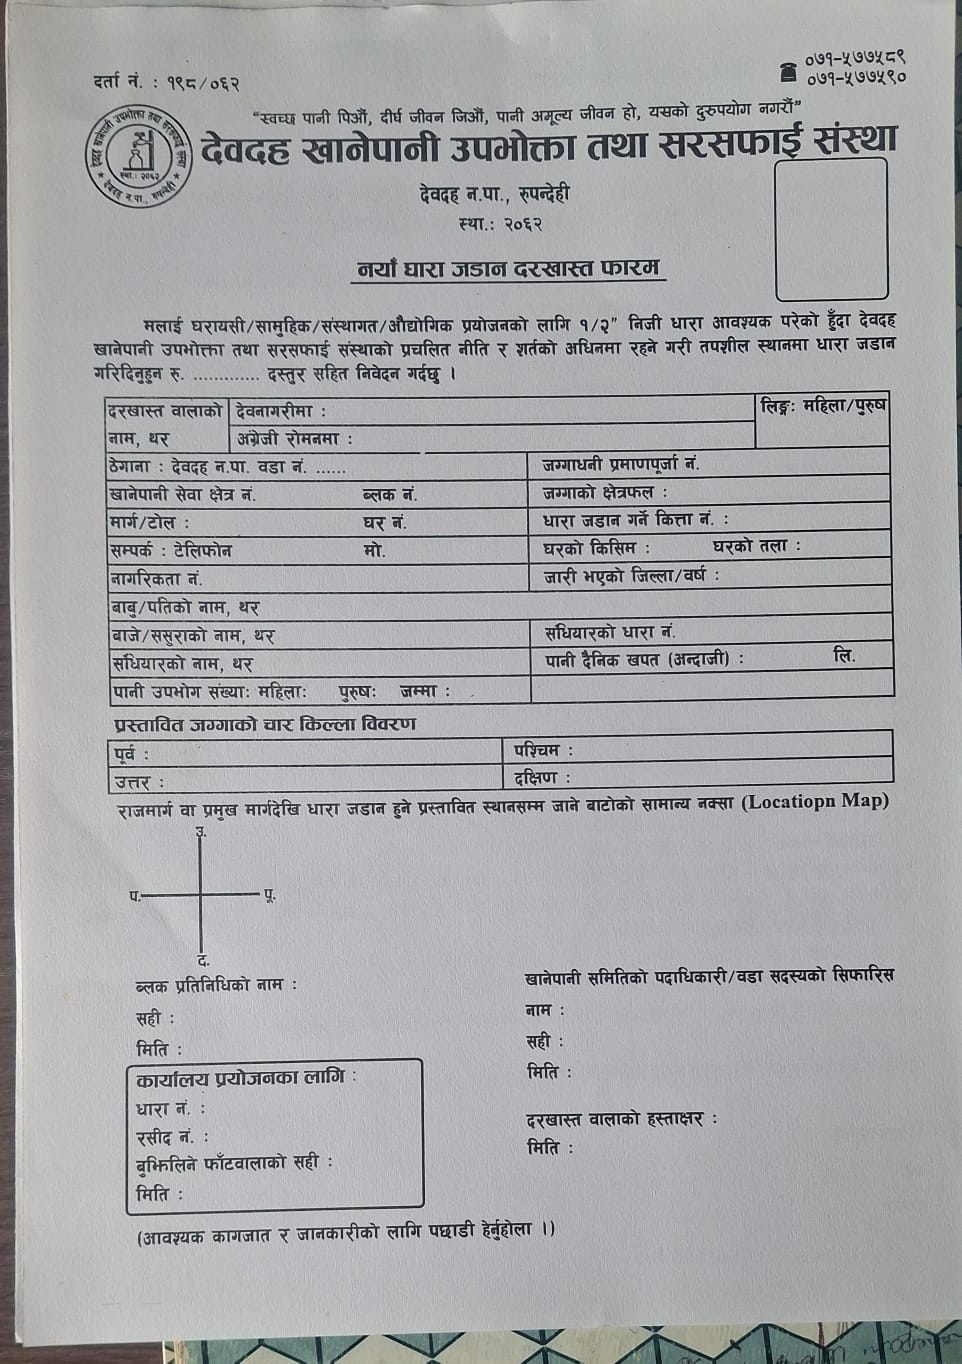 दर्ता नं. : १९८/०६२
०७१-५७७५८९
०७१-५७७५९०
"स्वच्छ पानी पिऔं, दीर्घ जीवन जिऔं, पानी अमूल्य जीवन हो, यसको दुरुपयोग नगरौं"
देवदह खानेपानी उपभोक्ता तथा सरसफाई संस्था
देवदह खानेपानी उपभोक्ता तथा सरसफाई संस्था
स्था.: २०६२
देवदह न.पा., रुपन्देही
देवदह न.पा., रुपन्देही
स्था.: २०६२
नयाँ धारा जडान दरखास्त फारम
मलाई घरायसी/सामुहिक/संस्थागत/औद्योगिक प्रयोजनको लागि १/२" निजी धारा आवश्यक परेको हुँदा देवदह
खानेपानी उपभोक्ता तथा सरसफाई संस्थाको प्रचलित नीति र शर्तको अधिनमा रहने गरी तपशील स्थानमा धारा जडान
गरिदिनुहुन रु. ............. दस्तुर सहित निवेदन गर्दछु ।
दरखास्त वालाको देवनागरीमा : लिङ्ग: महिला/पुरुष
नाम, थर अंग्रेजी रोमनमा :
ठेगाना : देवदह न.पा. वडा नं. ...... जग्गाधनी प्रमाणपूर्जा नं.
खानेपानी सेवा क्षेत्र नं. ब्लक नं. जग्गाको क्षेत्रफल :
मार्ग/टोल : घर नं. धारा जडान गर्ने कित्ता नं. :
सम्पर्क : टेलिफोन मो. घरको किसिम : घरको तला :
नागरिकता नं. जारी भएको जिल्ला/वर्ष :
बाबु/पतिको नाम, थर
बाजे/ससुराको नाम, थर संधियारको धारा नं.
संधियारको नाम, थर पानी दैनिक खपत (अन्दाजी) : लि.
पानी उपभोग संख्या: महिला: पुरुष: जम्मा :
प्रस्तावित जग्गाको चार किल्ला विवरण
पूर्व : पश्चिम :
उत्तर : दक्षिण :
राजमार्ग वा प्रमुख मार्गदेखि धारा जडान हुने प्रस्तावित स्थानसम्म जाने बाटोको सामान्य नक्सा (Locatiopn Map)
उ.
प. पू.
द.
ब्लक प्रतिनिधिको नाम :
सही :
मिति :
खानेपानी समितिको पदाधिकारी/वडा सदस्यको सिफारिस
नाम :
सही :
मिति :
कार्यालय प्रयोजनका लागि :
धारा नं. :
रसीद नं. :
बुझिलिने फाँटवालाको सही :
मिति :
दरखास्त वालाको हस्ताक्षर :
मिति :
(आवश्यक कागजात र जानकारीको लागि पछाडी हेर्नुहोला ।)